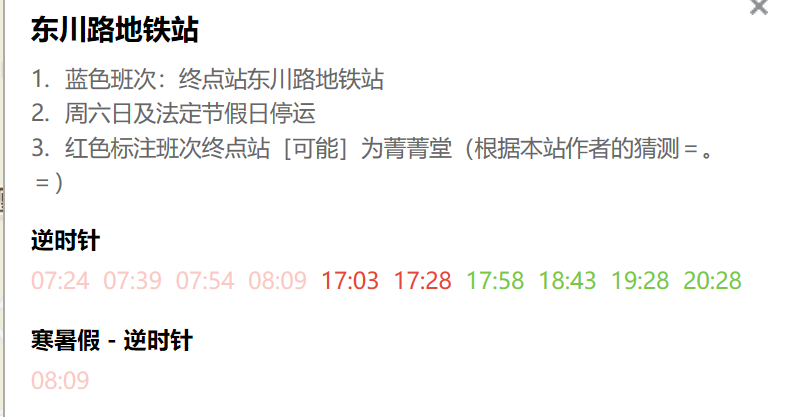 东川路地铁站
1. 蓝色班次：终点站东川路地铁站
2. 周六日及法定节假日停运
3. 红色标注班次终点站［可能］为菁菁堂（根据本站作者的猜测＝。
＝）
逆时针
07:24 07:39 07:54 08:09 17:03 17:28 17:58 18:43 19:28 20:28
寒暑假 - 逆时针
08:09